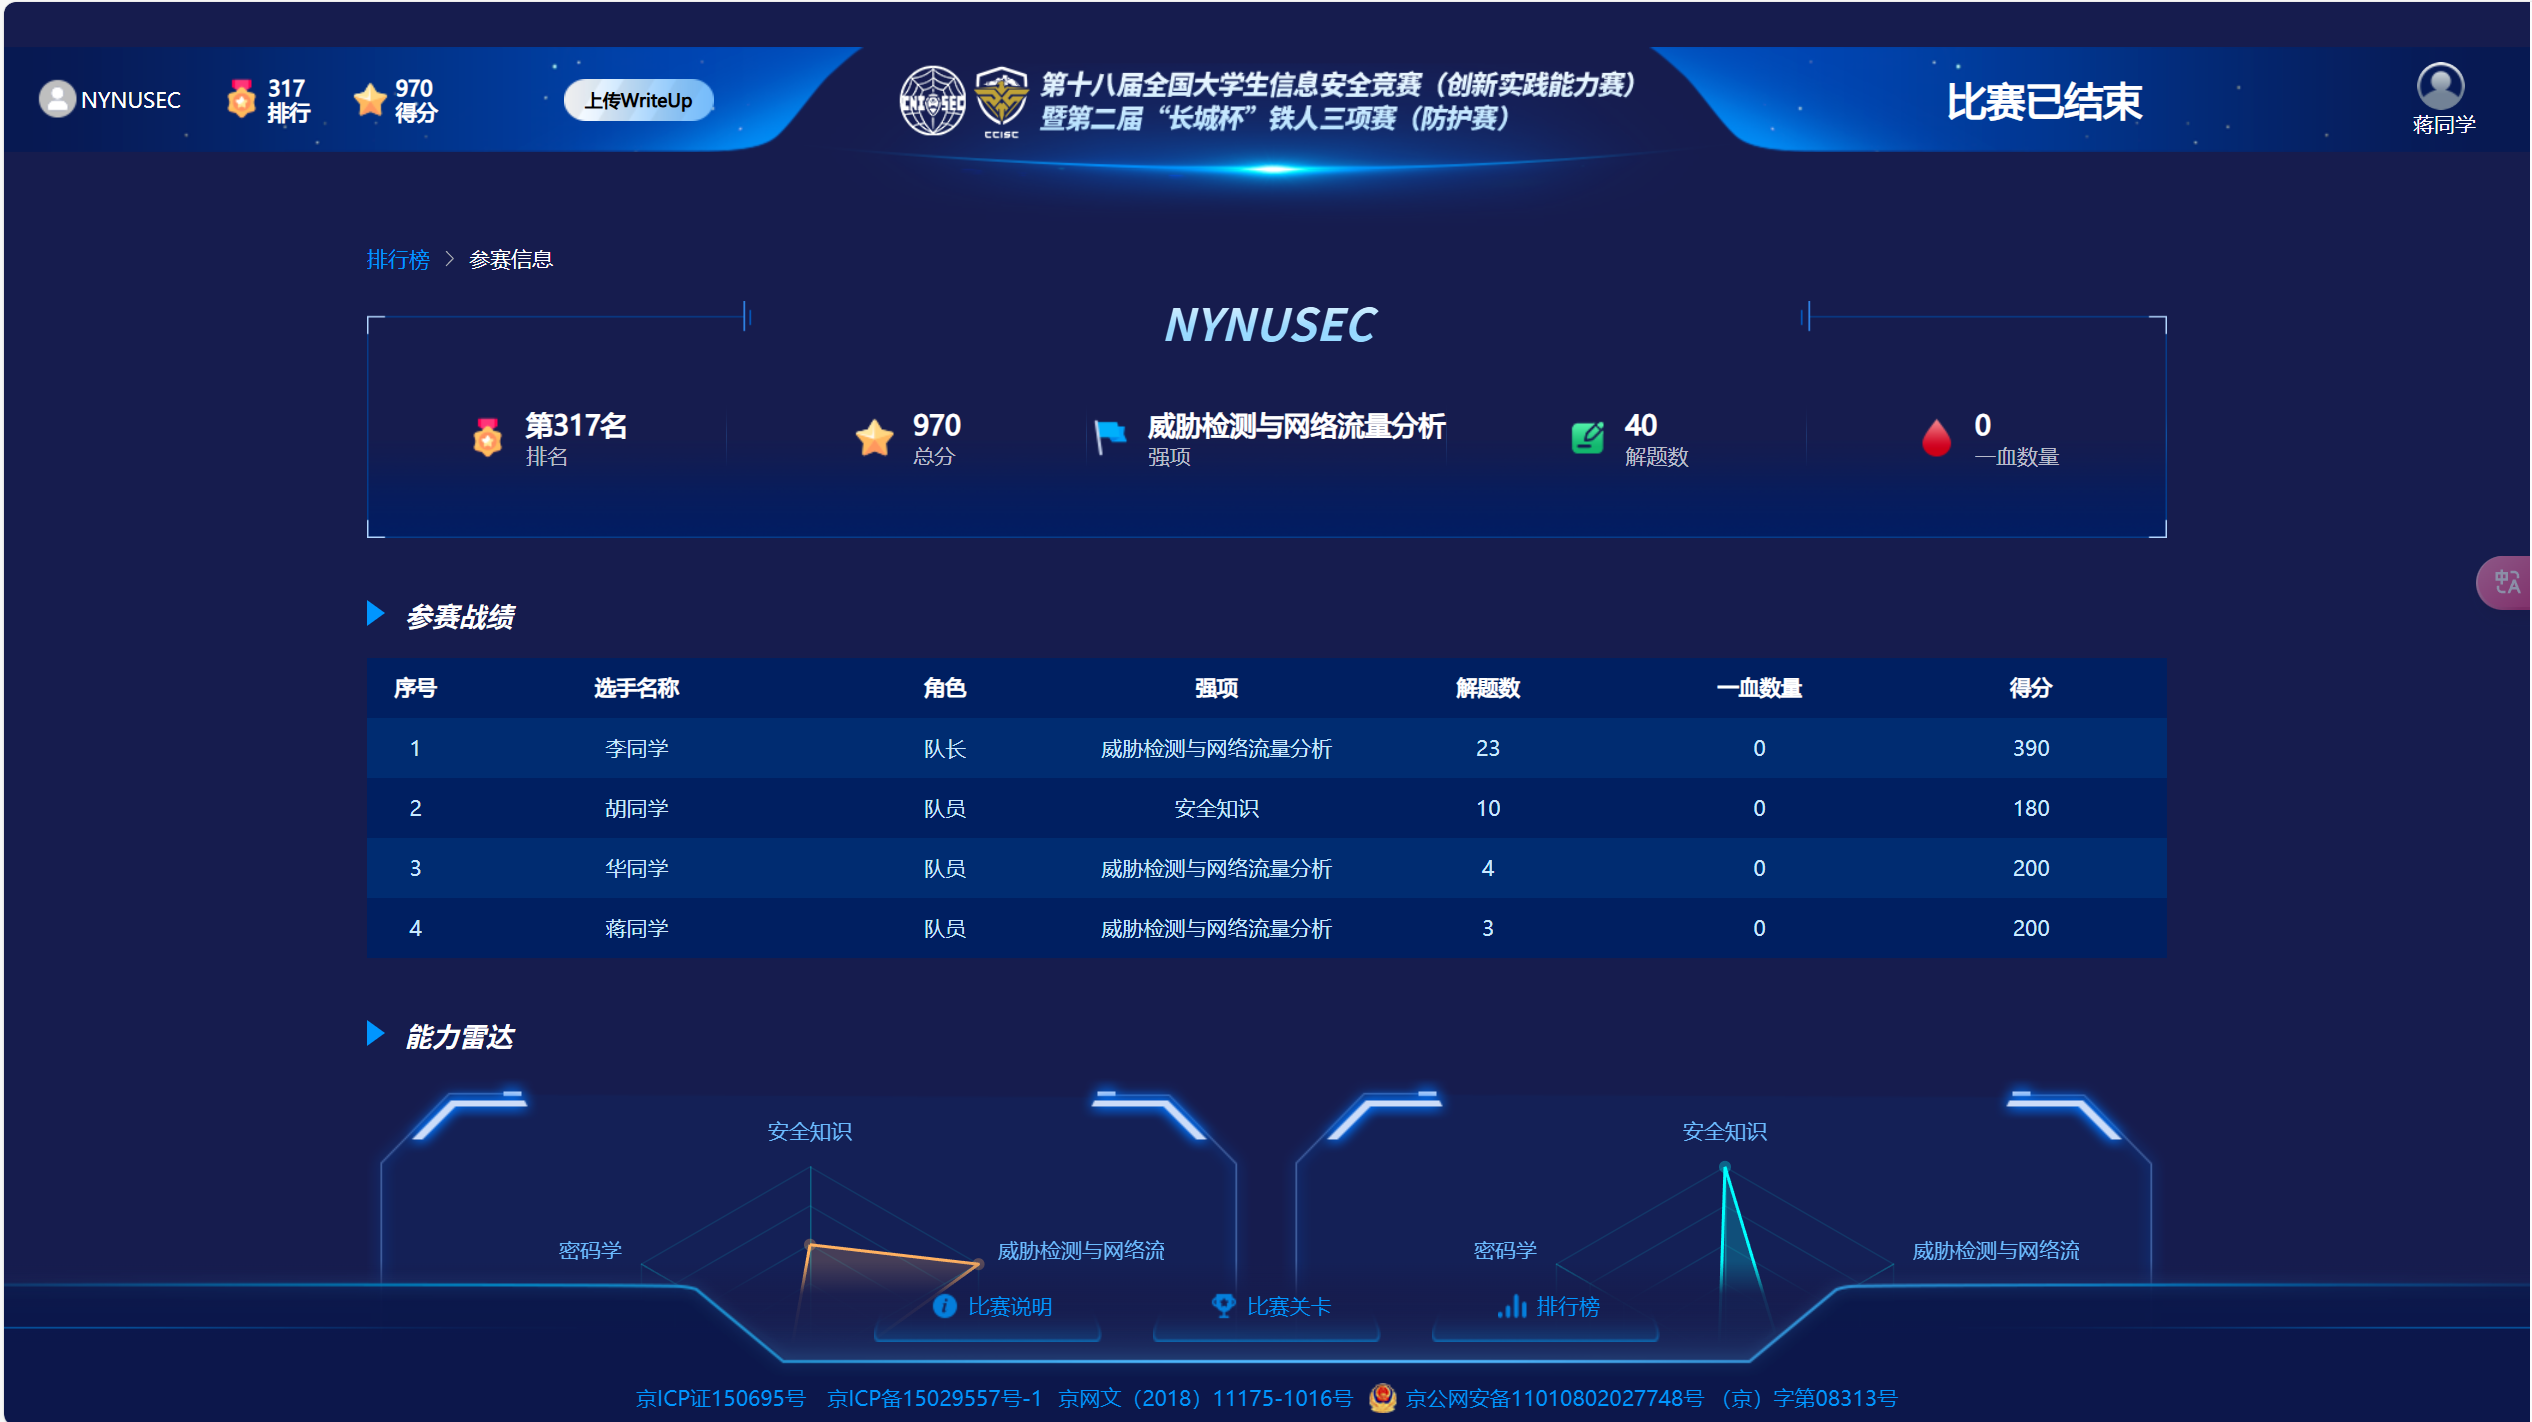 NYNUSEC
317
排行
970
得分
上传WriteUp
CNI SEC
CCISC
第十八届全国大学生信息安全竞赛（创新实践能力赛）
暨第二届“长城杯”铁人三项赛（防护赛）
比赛已结束
蒋同学
排行榜 > 参赛信息
NYNUSEC
第317名
排名
970
总分
威胁检测与网络流量分析
强项
40
解题数
0
一血数量
中A
参赛战绩
序号 选手名称 角色 强项 解题数 一血数量 得分
1 李同学 队长 威胁检测与网络流量分析 23 0 390
2 胡同学 队员 安全知识 10 0 180
3 华同学 队员 威胁检测与网络流量分析 4 0 200
4 蒋同学 队员 威胁检测与网络流量分析 3 0 200
能力雷达
安全知识
密码学
威胁检测与网络流
安全知识
密码学
威胁检测与网络流
比赛说明 比赛关卡 排行榜
京ICP证150695号 京ICP备15029557号-1 京网文（2018）11175-1016号 京公网安备11010802027748号 （京）字第08313号